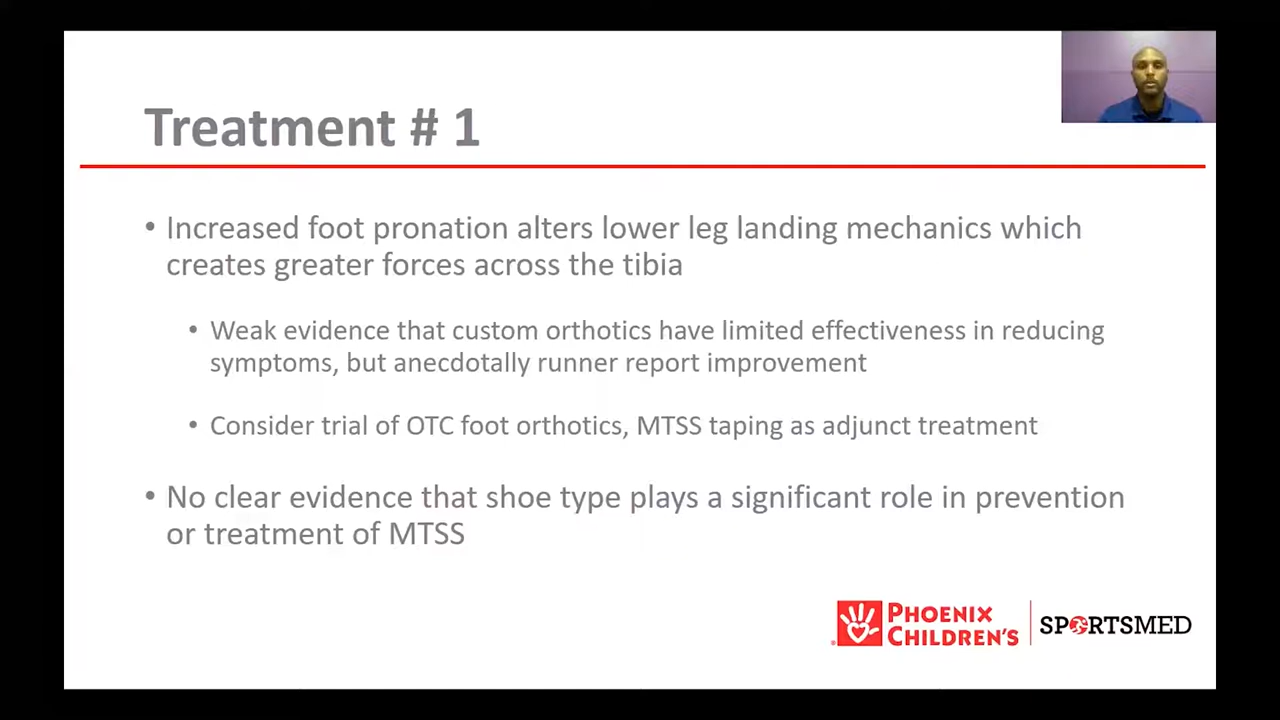 Treatment # 1
• Increased foot pronation alters lower leg landing mechanics which
creates greater forces across the tibia
• Weak evidence that custom orthotics have limited effectiveness in reducing
symptoms, but anecdotally runner report improvement
• Consider trial of OTC foot orthotics, MTSS taping as adjunct treatment
• No clear evidence that shoe type plays a significant role in prevention
or treatment of MTSS
PHOENIX
CHILDREN'S
SPORTSMED